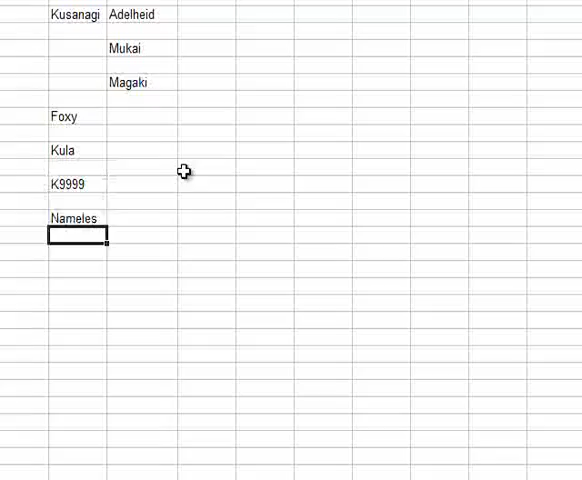 Kusanagi Adelheid
Mukai
Magaki
Foxy
Kula
K9999
Nameles